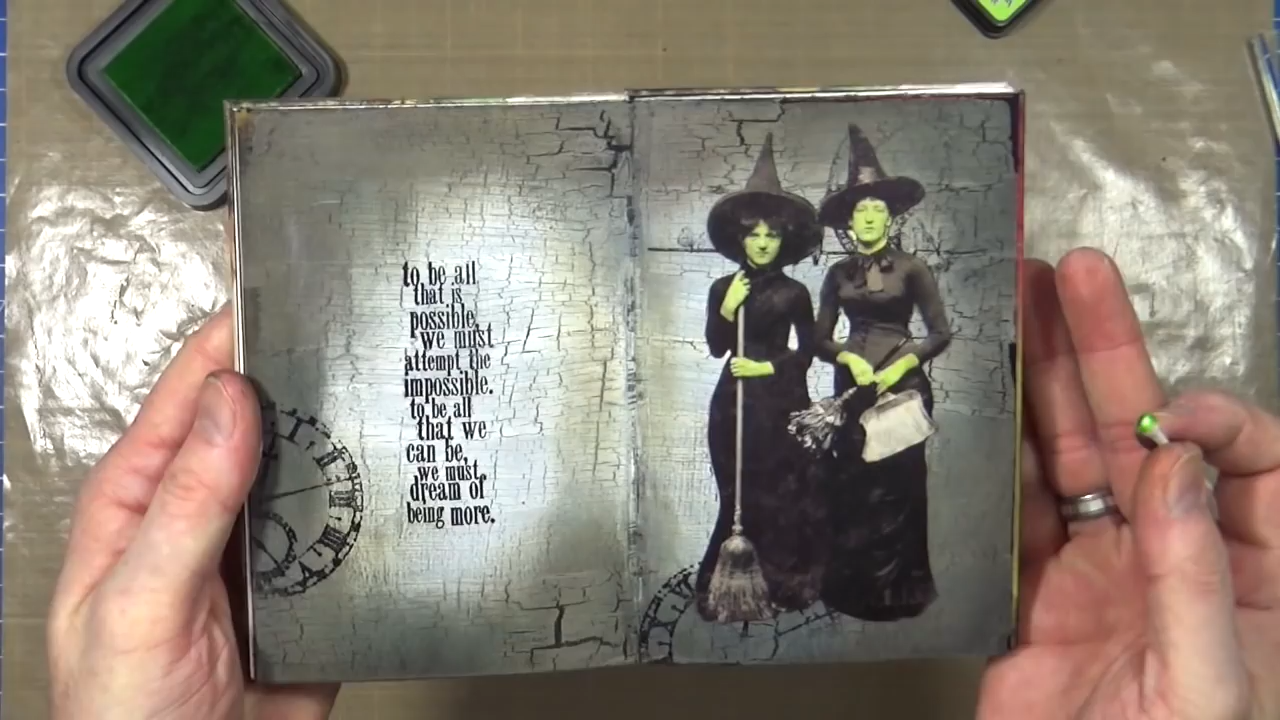 to be all
that is
possible,
we must
attempt the
impossible.
to be all
that we
can be,
we must
dream of
being more.